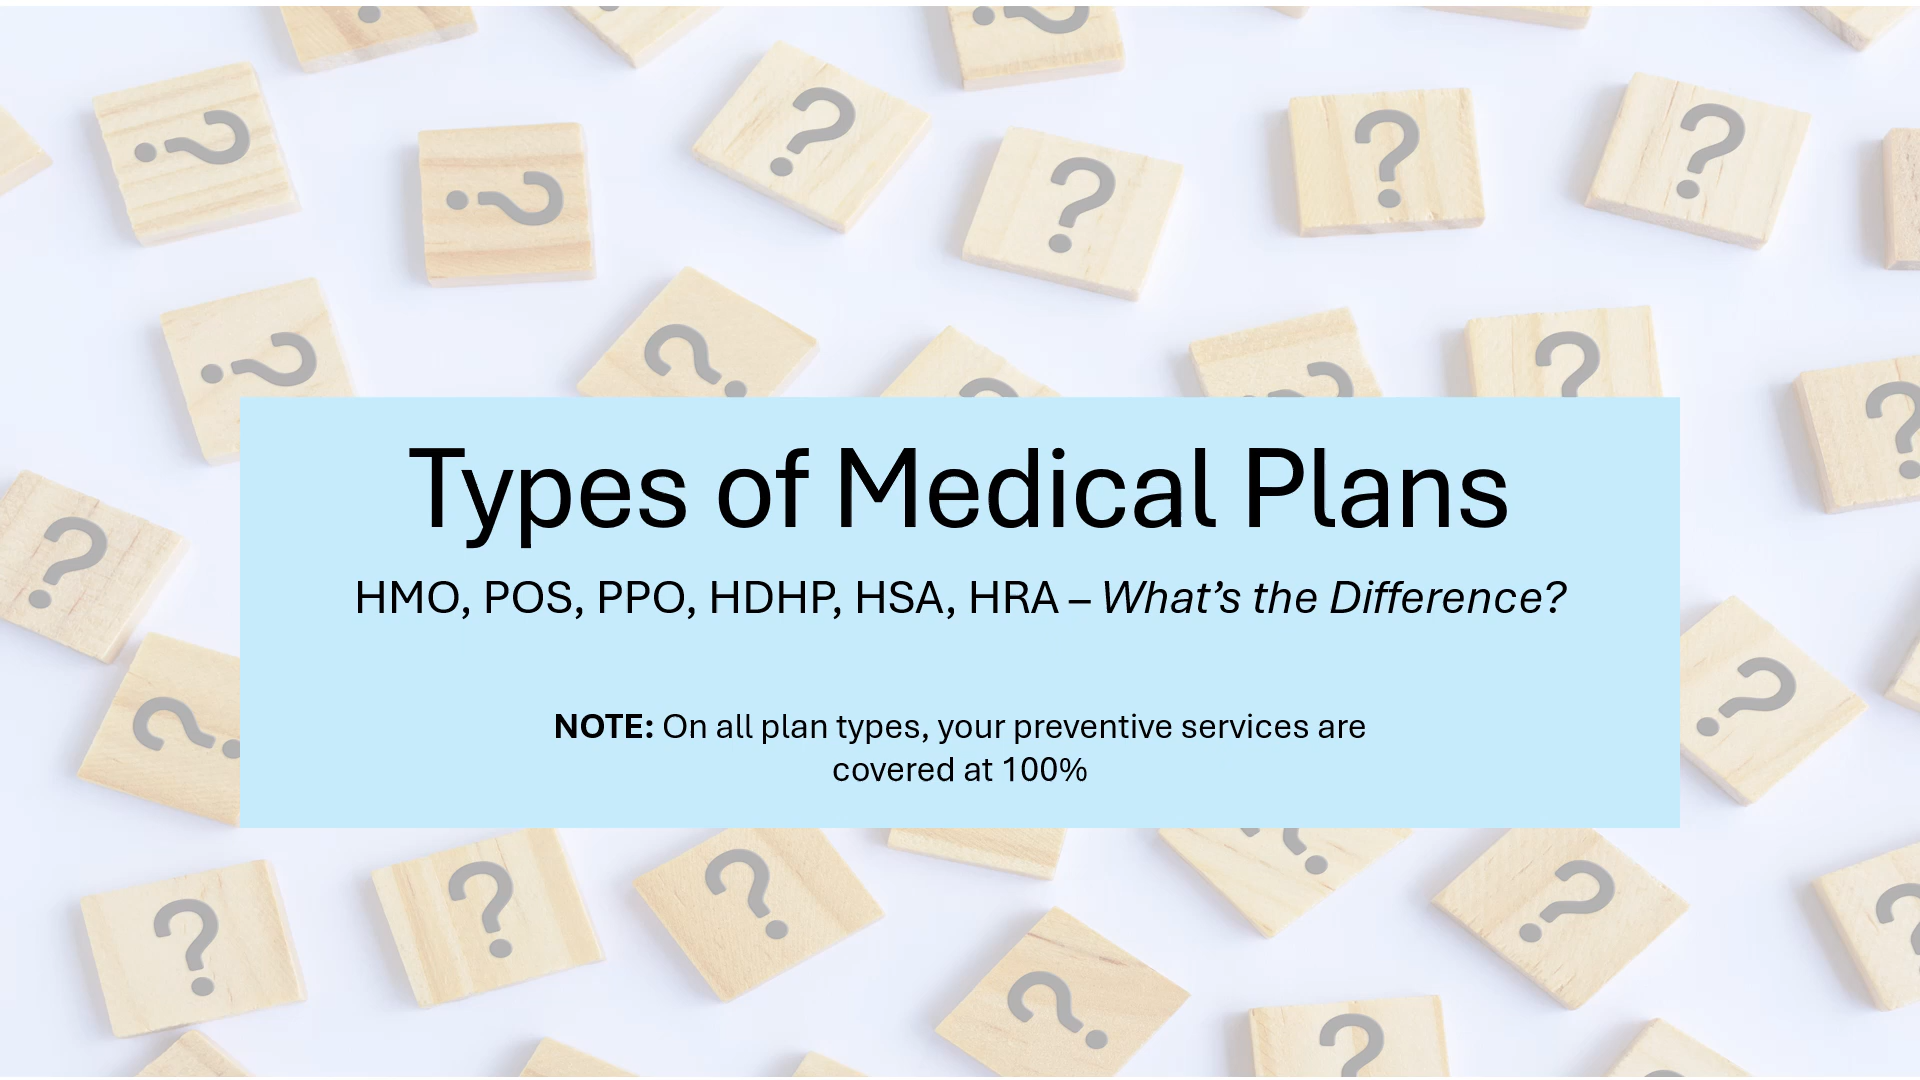 Types of Medical Plans
HMO, POS, PPO, HDHP, HSA, HRA – What’s the Difference?
NOTE: On all plan types, your preventive services are
covered at 100%